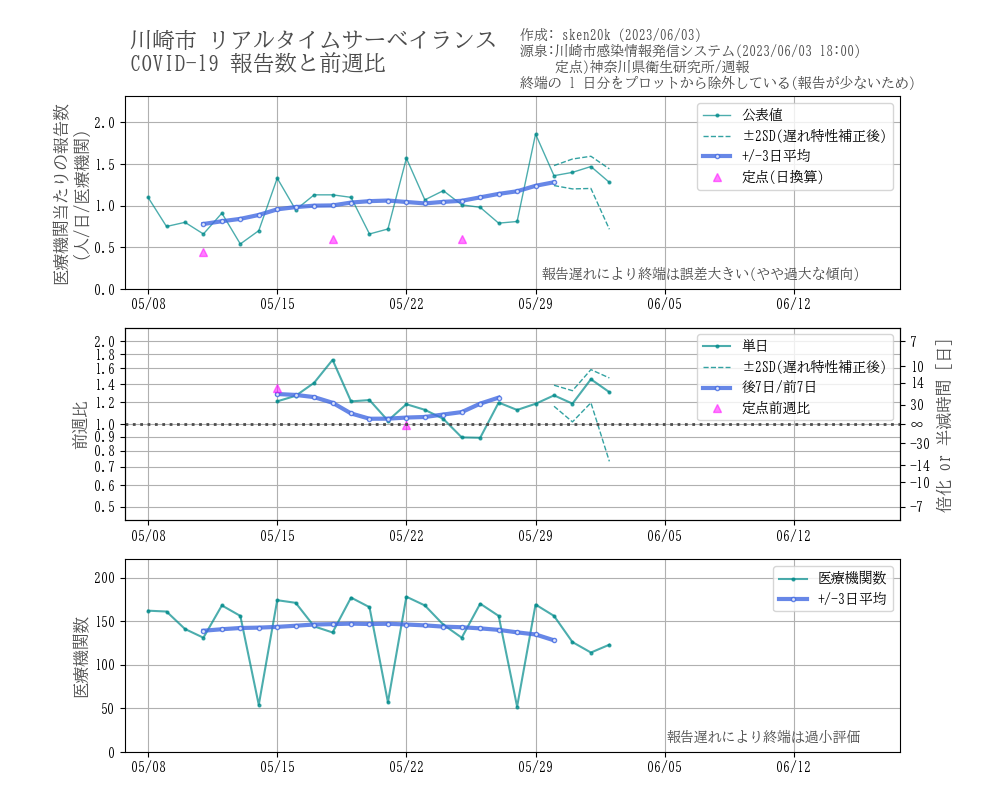 川崎市 リアルタイムサーベイランス
COVID-19 報告数と前週比
作成: sken20k (2023/06/03)
源泉:川崎市感染情報発信システム(2023/06/03 18:00)
定点)神奈川県衛生研究所/週報
終端の 1 日分をプロットから除外している(報告が少ないため)
医療機関当たりの報告数
(人/日/医療機関)
2.0
1.5
1.0
0.5
0.0
公表値
±2SD(遅れ特性補正後)
+/-3日平均
定点(日換算)
報告遅れにより終端は誤差大きい(やや過大な傾向)
05/08 05/15 05/22 05/29 06/05 06/12
前週比
2.0
1.8
1.6
1.4
1.2
1.0
0.9
0.8
0.7
0.6
0.5
単日
±2SD(遅れ特性補正後)
後7日/前7日
定点前週比
7
10
14
30
∞
-30
-14
-10
-7
倍化 or 半減時間 [日]
05/08 05/15 05/22 05/29 06/05 06/12
医療機関数
200
150
100
50
0
医療機関数
+/-3日平均
報告遅れにより終端は過小評価
05/08 05/15 05/22 05/29 06/05 06/12